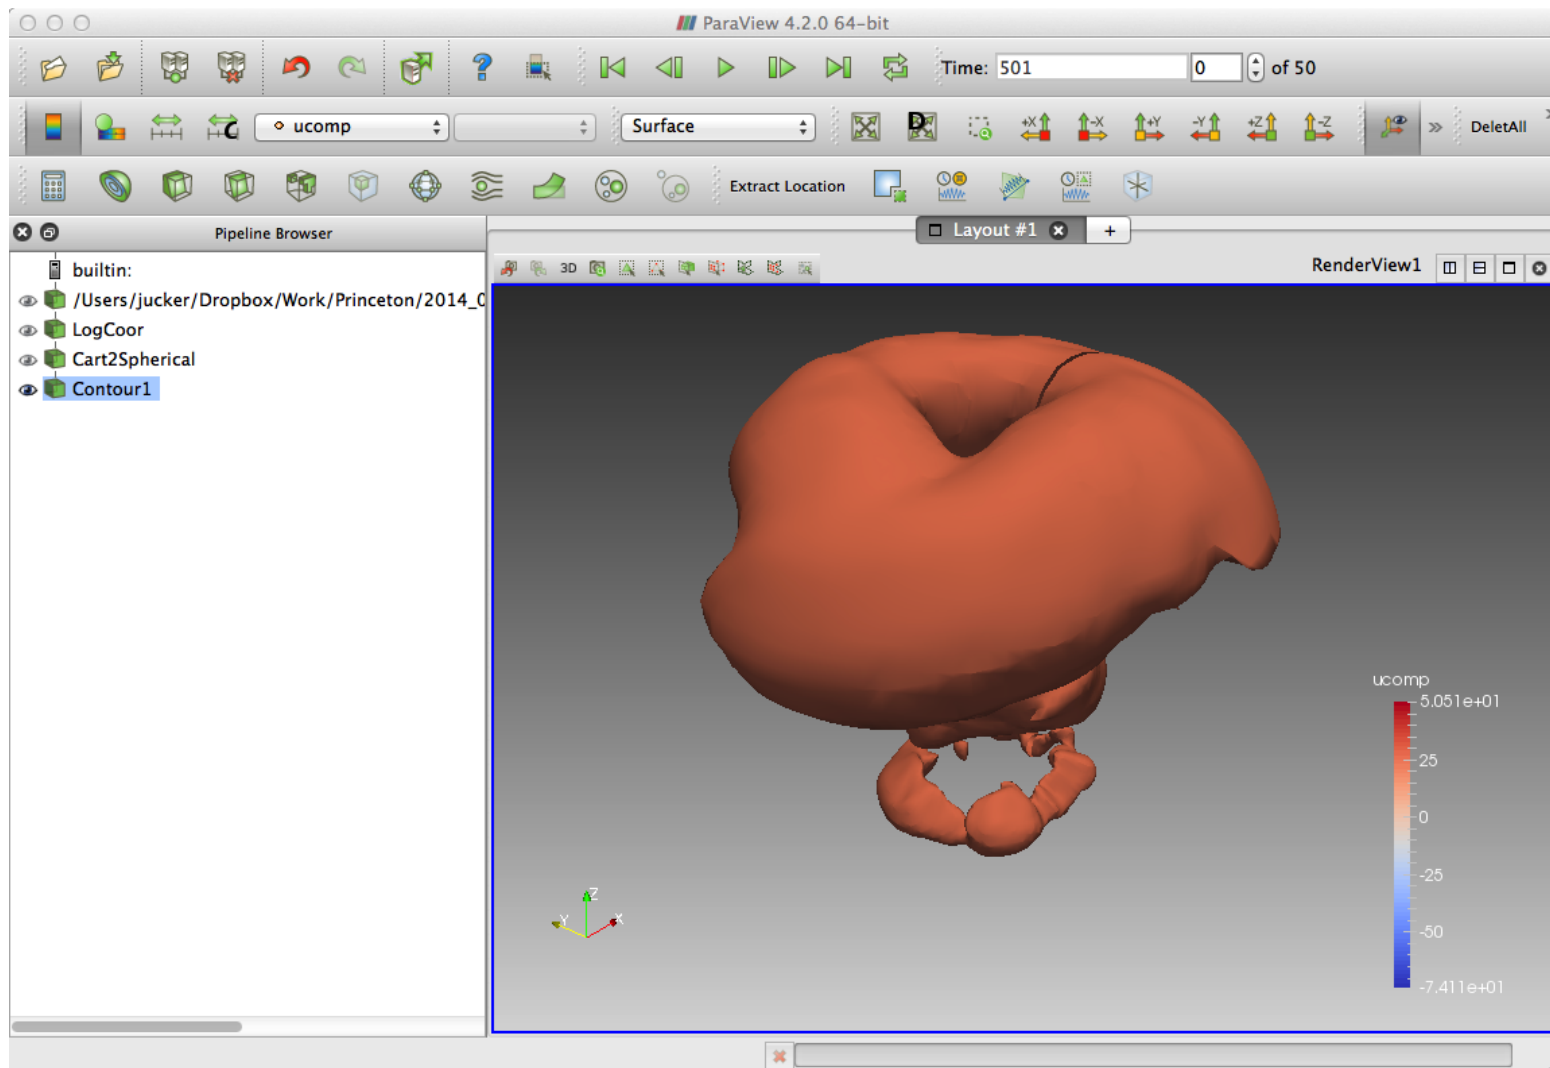 ParaView 4.2.0 64-bit
Time: 501 0 of 50
C ucomp Surface D +X -X +Y -Y +Z -Z DeletAll
Extract Location
Pipeline Browser
Layout #1 +
3D RenderView1
builtin:
/Users/jucker/Dropbox/Work/Princeton/2014_0
LogCoor
Cart2Spherical
Contour1
ucomp
5.051e+01
25
0
-25
-50
-7.411e+01
Z
Y X